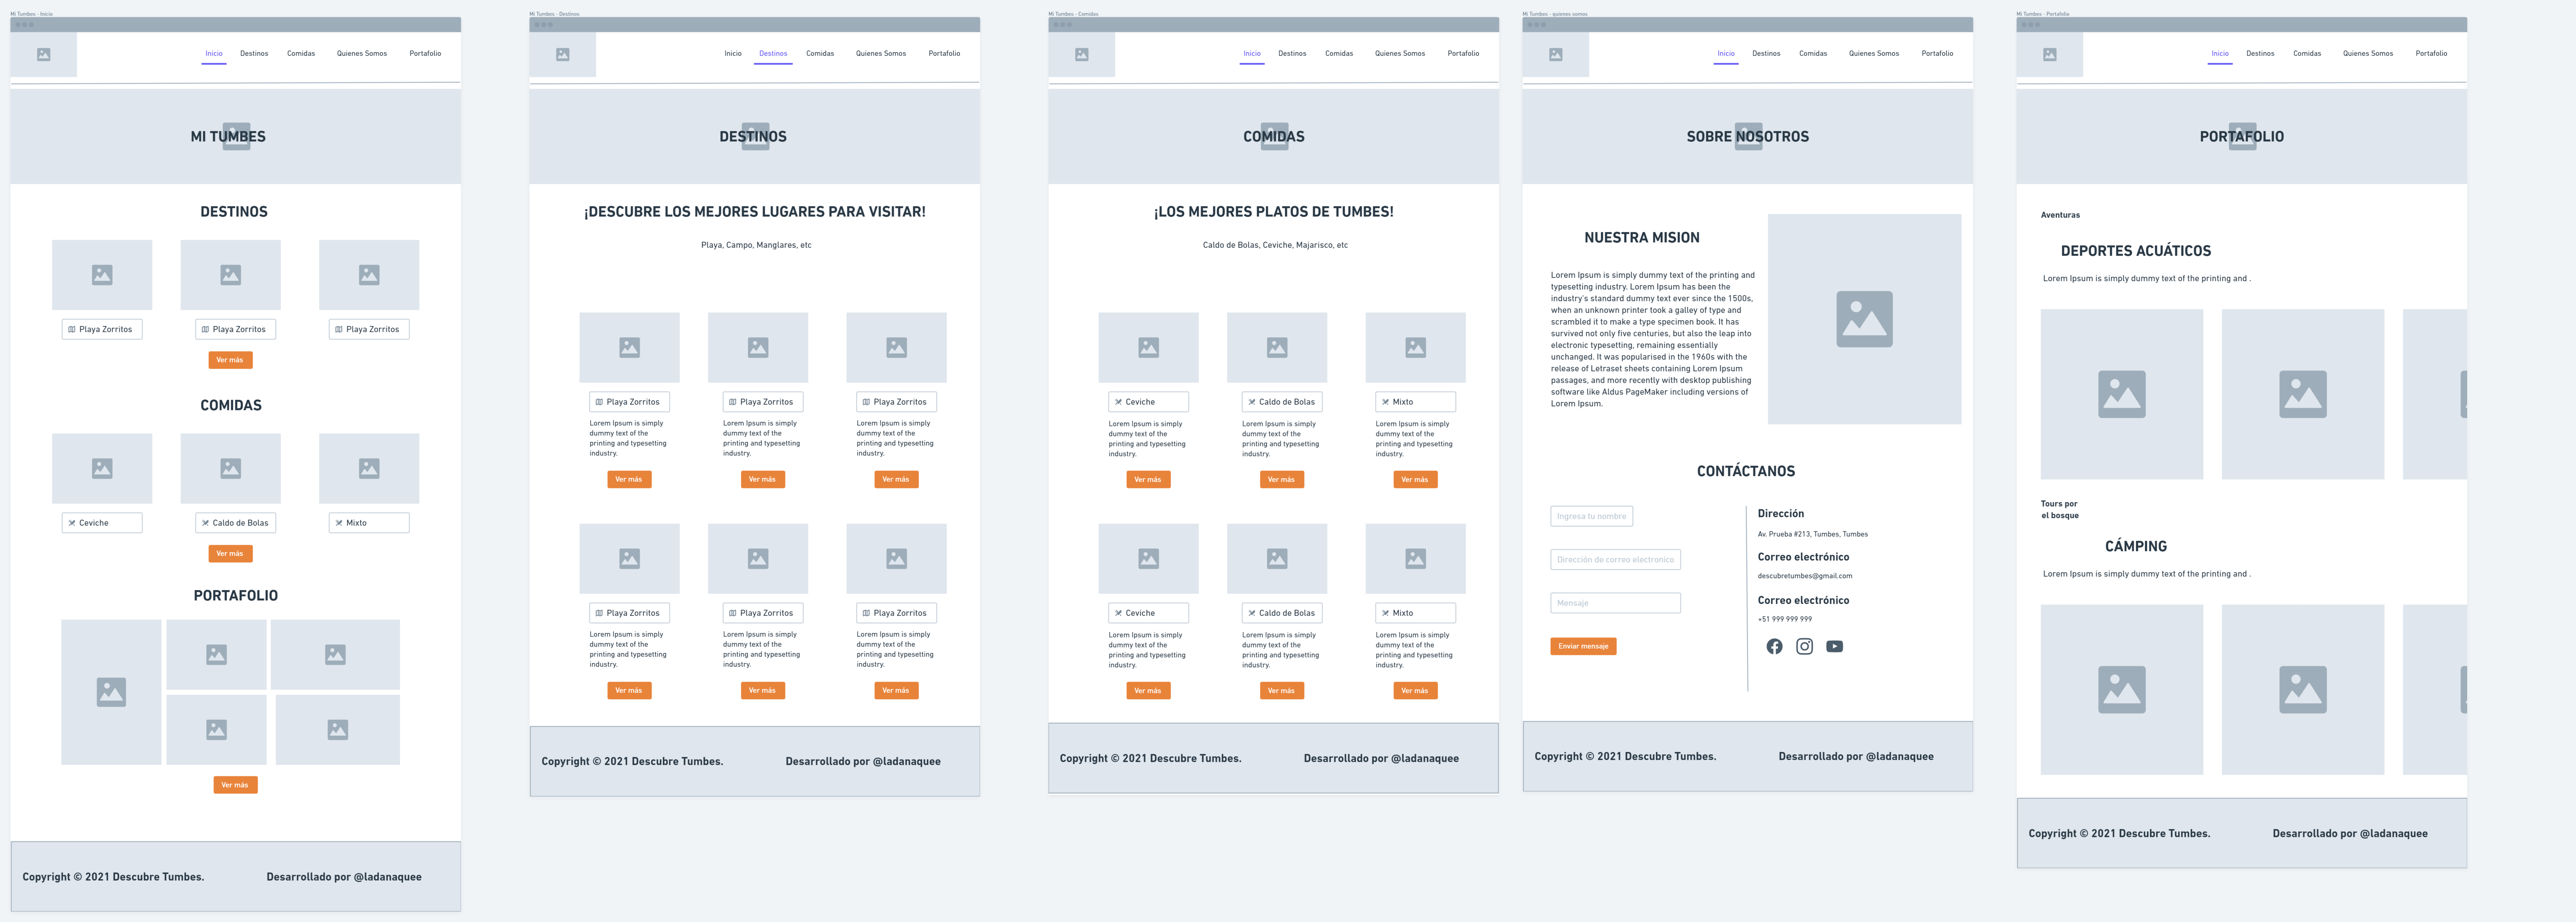 Mi Tumbes - Inicio
Inicio Destinos Comidas Quienes Somos Portafolio
MI TUMBES
DESTINOS
Playa Zorritos Playa Zorritos Playa Zorritos
Ver más
COMIDAS
Ceviche Caldo de Bolas Mixto
Ver más
PORTAFOLIO
Ver más
Copyright © 2021 Descubre Tumbes. Desarrollado por @ladanaquee
Mi Tumbes - Destinos
Inicio Destinos Comidas Quienes Somos Portafolio
DESTINOS
¡DESCUBRE LOS MEJORES LUGARES PARA VISITAR!
Playa, Campo, Manglares, etc
Playa Zorritos Playa Zorritos Playa Zorritos
Lorem Ipsum is simply Lorem Ipsum is simply Lorem Ipsum is simply
dummy text of the dummy text of the dummy text of the
printing and typesetting printing and typesetting printing and typesetting
industry. industry. industry.
Ver más Ver más Ver más
Playa Zorritos Playa Zorritos Playa Zorritos
Lorem Ipsum is simply Lorem Ipsum is simply Lorem Ipsum is simply
dummy text of the dummy text of the dummy text of the
printing and typesetting printing and typesetting printing and typesetting
industry. industry. industry.
Ver más Ver más Ver más
Copyright © 2021 Descubre Tumbes. Desarrollado por @ladanaquee
Mi Tumbes - Comidas
Inicio Destinos Comidas Quienes Somos Portafolio
COMIDAS
¡LOS MEJORES PLATOS DE TUMBES!
Caldo de Bolas, Ceviche, Majarisco, etc
Ceviche Caldo de Bolas Mixto
Lorem Ipsum is simply Lorem Ipsum is simply Lorem Ipsum is simply
dummy text of the dummy text of the dummy text of the
printing and typesetting printing and typesetting printing and typesetting
industry. industry. industry.
Ver más Ver más Ver más
Ceviche Caldo de Bolas Mixto
Lorem Ipsum is simply Lorem Ipsum is simply Lorem Ipsum is simply
dummy text of the dummy text of the dummy text of the
printing and typesetting printing and typesetting printing and typesetting
industry. industry. industry.
Ver más Ver más Ver más
Copyright © 2021 Descubre Tumbes. Desarrollado por @ladanaquee
Mi Tumbes - quienes somos
Inicio Destinos Comidas Quienes Somos Portafolio
SOBRE NOSOTROS
NUESTRA MISION
Lorem Ipsum is simply dummy text of the printing and
typesetting industry. Lorem Ipsum has been the
industry's standard dummy text ever since the 1500s,
when an unknown printer took a galley of type and
scrambled it to make a type specimen book. It has
survived not only five centuries, but also the leap into
electronic typesetting, remaining essentially
unchanged. It was popularised in the 1960s with the
release of Letraset sheets containing Lorem Ipsum
passages, and more recently with desktop publishing
software like Aldus PageMaker including versions of
Lorem Ipsum.
CONTÁCTANOS
Ingresa tu nombre
Dirección de correo electronico
Mensaje
Enviar mensaje
Dirección
Av. Prueba #213, Tumbes, Tumbes
Correo electrónico
descubretumbes@gmail.com
Correo electrónico
+51 999 999 999
Copyright © 2021 Descubre Tumbes. Desarrollado por @ladanaquee
Mi Tumbes - Portafolio
Inicio Destinos Comidas Quienes Somos Portafolio
PORTAFOLIO
Aventuras
DEPORTES ACUÁTICOS
Lorem Ipsum is simply dummy text of the printing and .
Tours por
el bosque
CÁMPING
Lorem Ipsum is simply dummy text of the printing and .
Copyright © 2021 Descubre Tumbes. Desarrollado por @ladanaquee